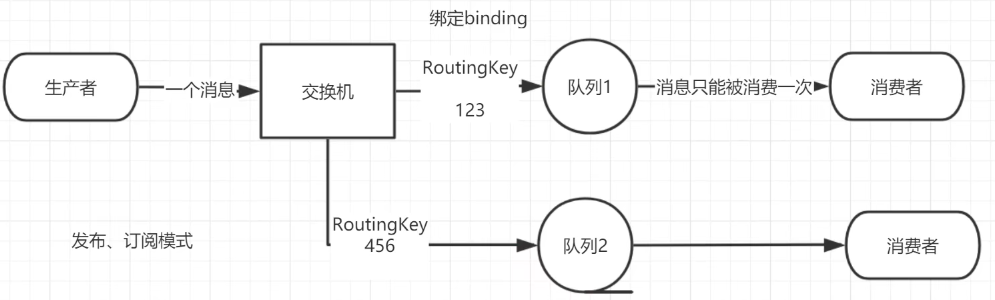 绑定binding
生产者
一个消息
交换机
RoutingKey
123
队列1
消息只能被消费一次
消费者
发布、订阅模式
RoutingKey
456
队列2
消费者